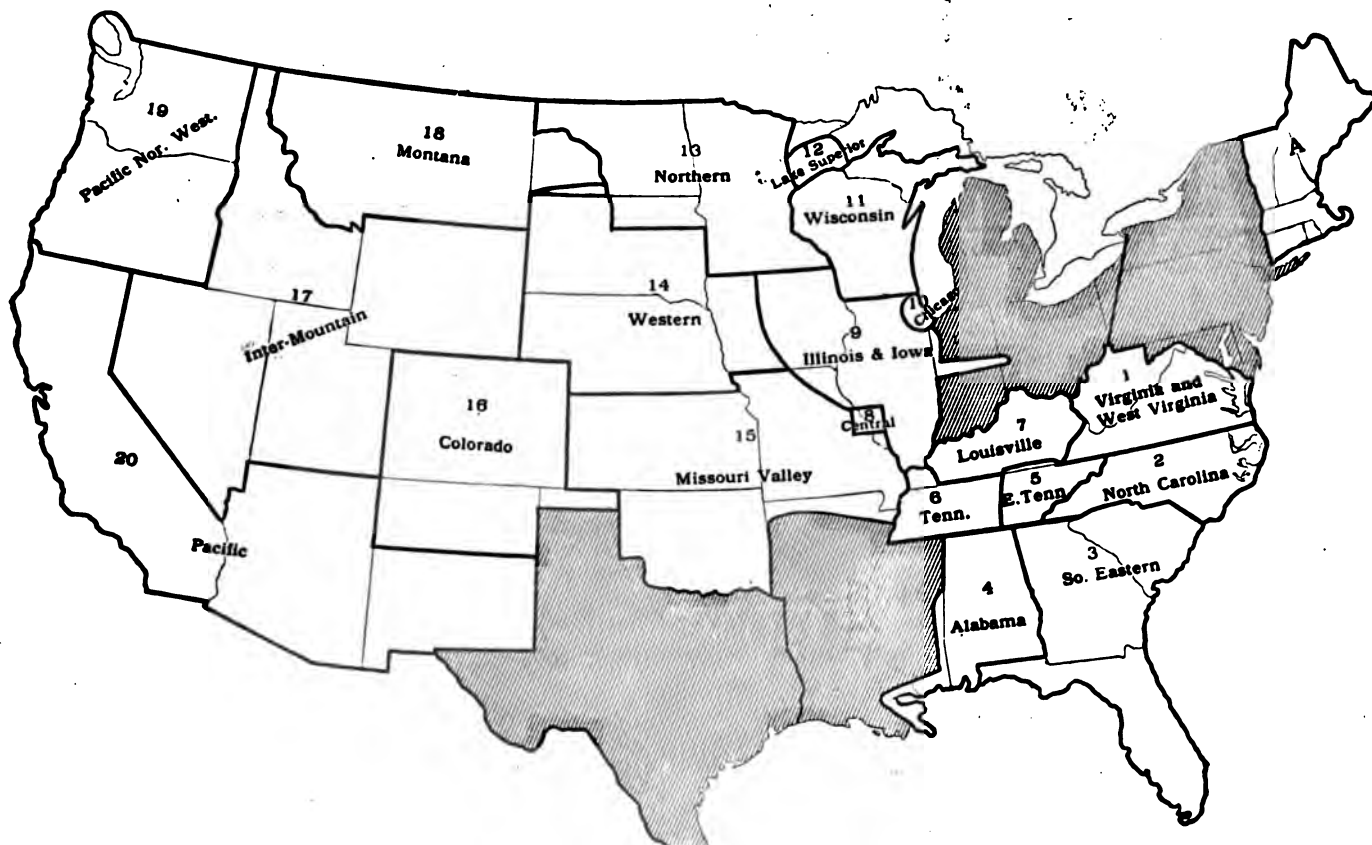 19
Pacific Nor. West.
18
Montana
13
Northern
12
Lake Superior
11
Wisconsin
A
17
Inter-Mountain
14
Western
10
Chicago
9
Illinois & Iowa
1
Virginia and
West Virginia
16
Colorado
15
Missouri Valley
8
Central
7
Louisville
2
North Carolina
5
E. Tenn
6
Tenn.
20
Pacific
3
So. Eastern
4
Alabama